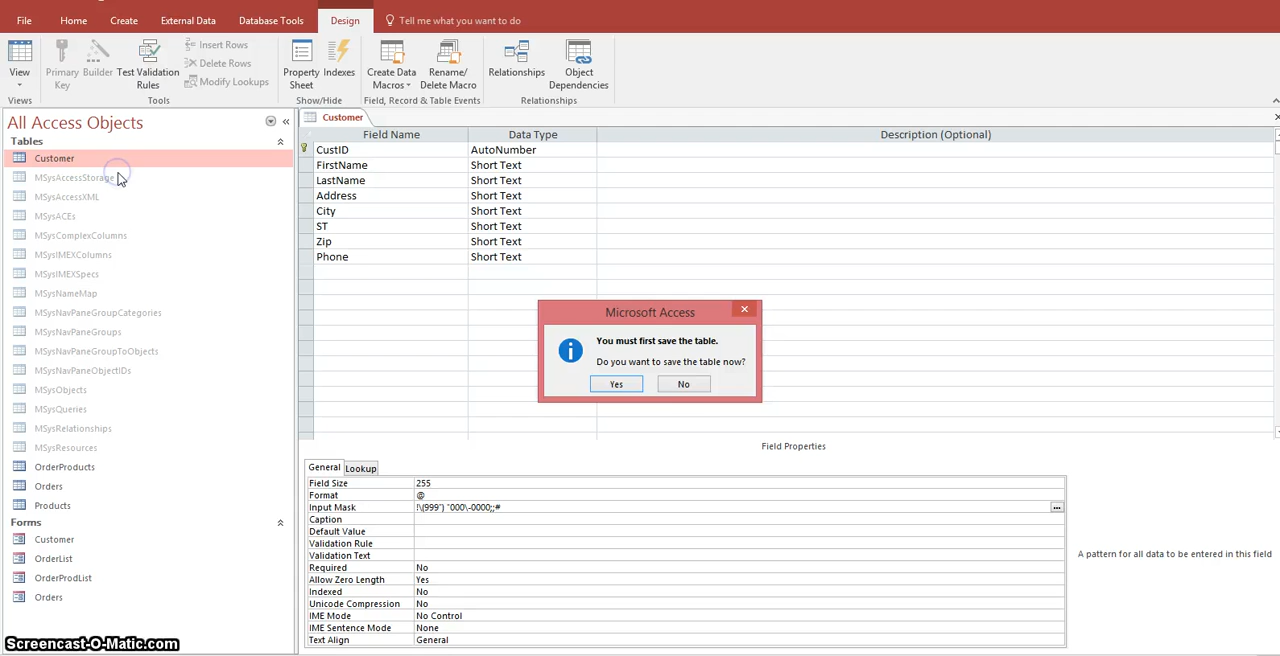 File Home Create External Data Database Tools Design Tell me what you want to do
View
Primary Key
Builder
Test Validation Rules
Insert Rows
Delete Rows
Modify Lookups
Property Sheet
Indexes
Create Data Macros
Rename/ Delete Macro
Relationships
Object Dependencies
Views Tools Show/Hide Field, Record & Table Events Relationships
All Access Objects
Tables
Customer
MSysAccessStorage
MSysAccessXML
MSysACEs
MSysComplexColumns
MSysIMEXColumns
MSysIMEXSpecs
MSysNameMap
MSysNavPaneGroupCategories
MSysNavPaneGroups
MSysNavPaneGroupToObjects
MSysNavPaneObjectIDs
MSysObjects
MSysQueries
MSysRelationships
MSysResources
OrderProducts
Orders
Products
Forms
Customer
OrderList
OrderProdList
Orders
Customer
Field Name Data Type Description (Optional)
CustID AutoNumber
FirstName Short Text
LastName Short Text
Address Short Text
City Short Text
ST Short Text
Zip Short Text
Phone Short Text
Microsoft Access
You must first save the table.
Do you want to save the table now?
Yes No
Field Properties
General Lookup
Field Size 255
Format @
Input Mask !\(999") "000\-0000;;#
Caption
Default Value
Validation Rule
Validation Text
Required No
Allow Zero Length Yes
Indexed No
Unicode Compression No
IME Mode No Control
IME Sentence Mode None
Text Align General
A pattern for all data to be entered in this field
Screencast-O-Matic.com